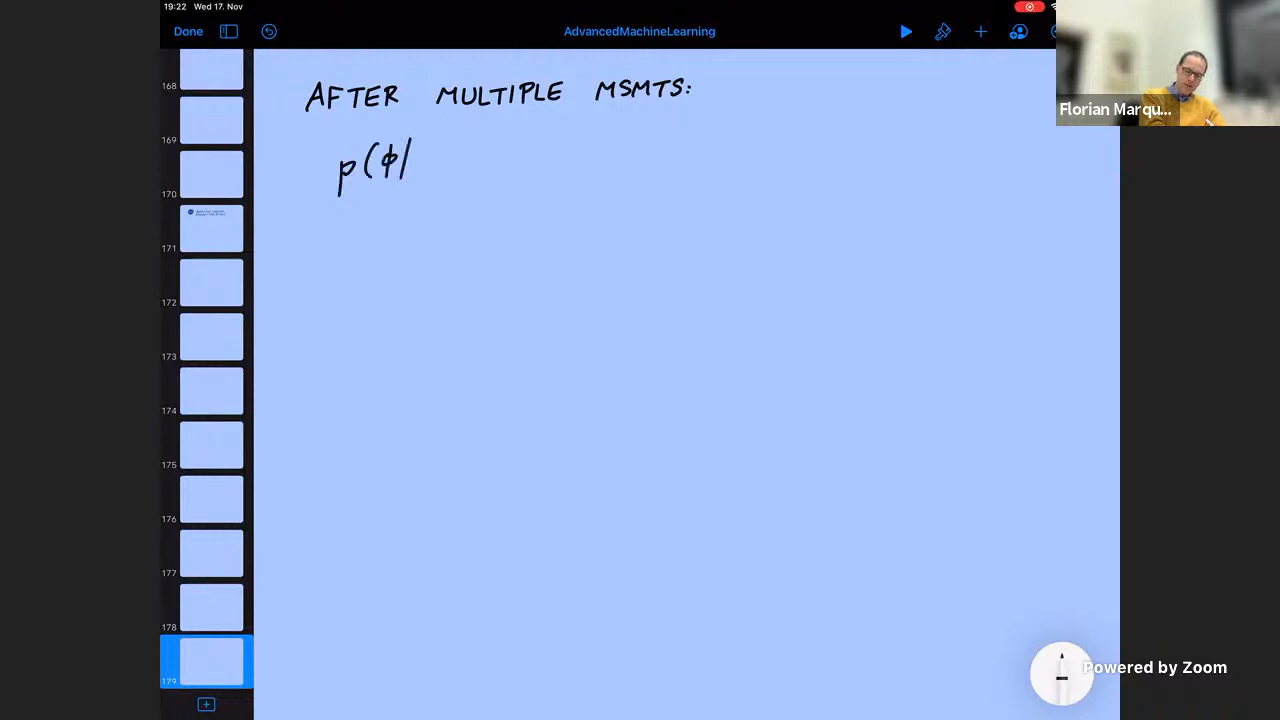 19:22 Wed 17. Nov
Done AdvancedMachineLearning
Florian Marqu...
AFTER MULTIPLE MSMTS:
p(ϕ|
168
169
170
171
172
173
174
175
176
177
178
179
Powered by Zoom